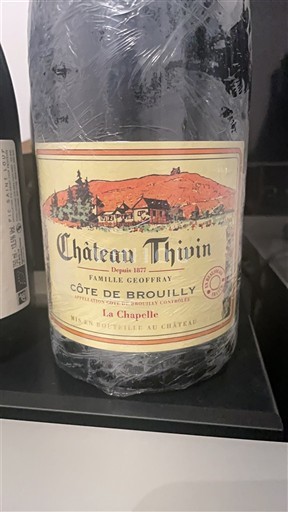 Château Thivin
Depuis 1877
FAMILLE GEOFFRAY
CÔTE DE BROUILLY
APPELLATION CÔTE DE BROUILLY CONTRÔLÉE
La Chapelle
MIS EN BOUTEILLE AU CHÂTEAU